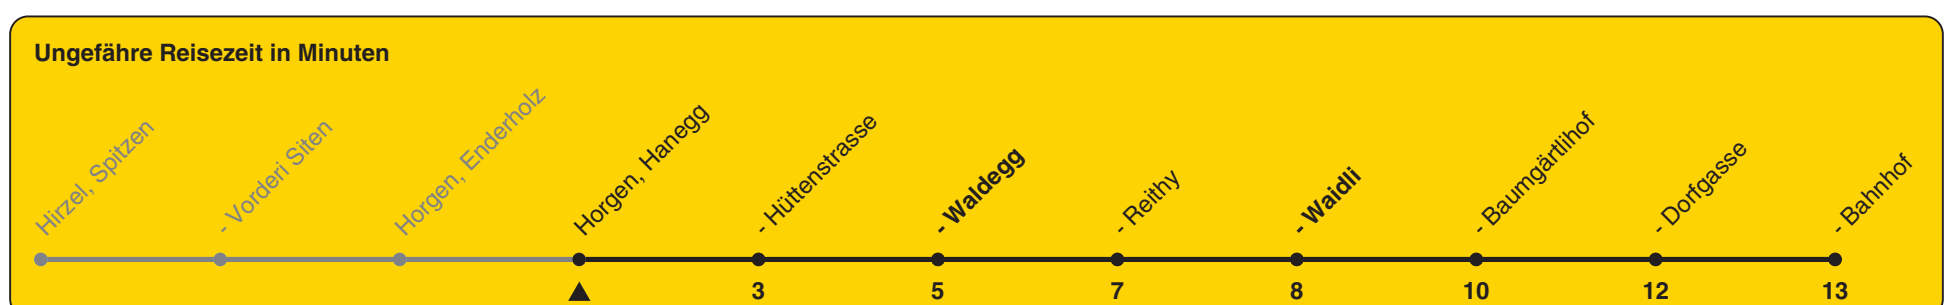 Ungefähre Reisezeit in Minuten
Hirzel, Spitzen
- Vorderi Siten
Horgen, Enderholz
Horgen, Hanegg
- Hüttenstrasse
- Waldegg
- Reithy
- Waidli
- Baumgärtlihof
- Dorfgasse
- Bahnhof
3 5 7 8 10 12 13